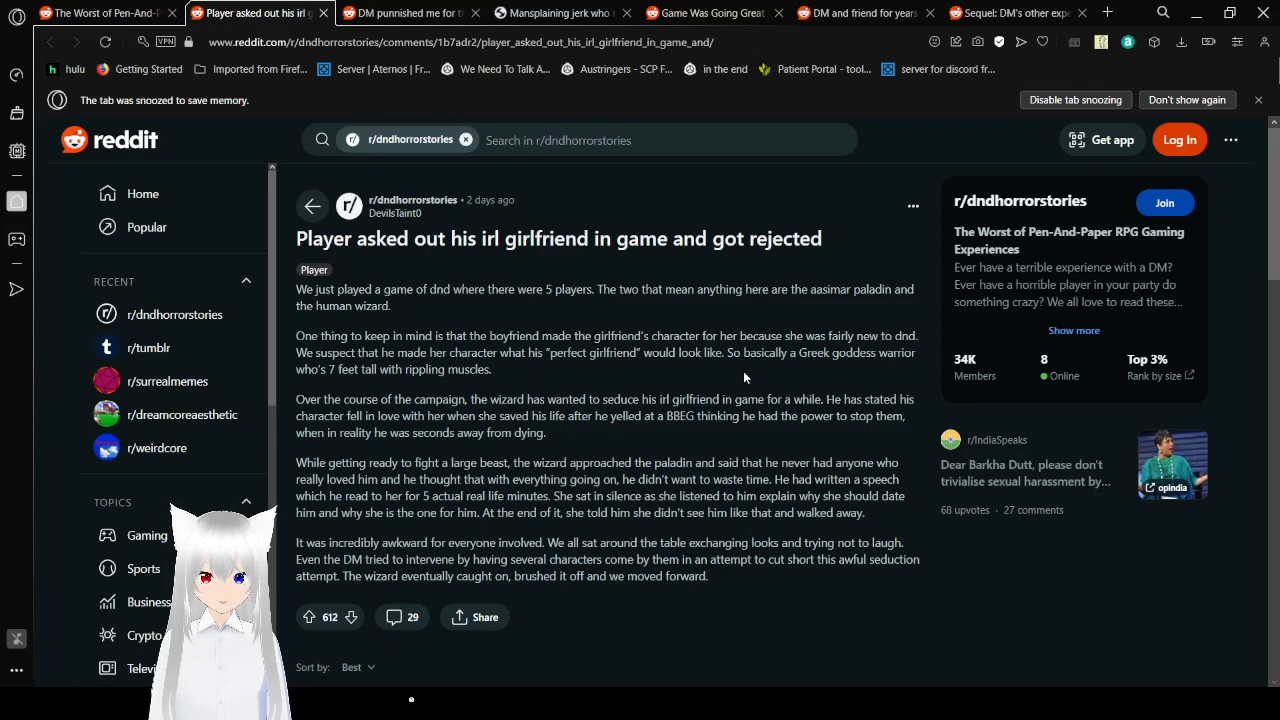 The Worst of Pen-And-P
Player asked out his irl g
DM punnished me for th
Mansplaining jerk who r
Game Was Going Great
DM and friend for years
Sequel: DM's other expe
VPN
www.reddit.com/r/dndhorrorstories/comments/1b7adr2/player_asked_out_his_irl_girlfriend_in_game_and/
hulu
Getting Started
Imported from Firef...
Server | Aternos | Fr...
We Need To Talk A...
Austringers - SCP F...
in the end
Patient Portal - tool...
server for discord fr...
The tab was snoozed to save memory.
Disable tab snoozing
Don't show again
reddit
r/dndhorrorstories
Search in r/dndhorrorstories
Get app
Log In
Home
Popular
RECENT
r/dndhorrorstories
r/tumblr
r/surrealmemes
r/dreamcoreaesthetic
r/weirdcore
TOPICS
Gaming
Sports
Business
Crypto
Televi
r/dndhorrorstories • 2 days ago
DevilsTaint0
Player asked out his irl girlfriend in game and got rejected
Player
We just played a game of dnd where there were 5 players. The two that mean anything here are the aasimar paladin and
the human wizard.
One thing to keep in mind is that the boyfriend made the girlfriend's character for her because she was fairly new to dnd.
We suspect that he made her character what his "perfect girlfriend" would look like. So basically a Greek goddess warrior
who's 7 feet tall with rippling muscles.
Over the course of the campaign, the wizard has wanted to seduce his irl girlfriend in game for a while. He has stated his
character fell in love with her when she saved his life after he yelled at a BBEG thinking he had the power to stop them,
when in reality he was seconds away from dying.
While getting ready to fight a large beast, the wizard approached the paladin and said that he never had anyone who
really loved him and he thought that with everything going on, he didn't want to waste time. He had written a speech
which he read to her for 5 actual real life minutes. She sat in silence as she listened to him explain why she should date
him and why she is the one for him. At the end of it, she told him she didn't see him like that and walked away.
It was incredibly awkward for everyone involved. We all sat around the table exchanging looks and trying not to laugh.
Even the DM tried to intervene by having several characters come by them in an attempt to cut short this awful seduction
attempt. The wizard eventually caught on, brushed it off and we moved forward.
612
29
Share
Sort by: Best
r/dndhorrorstories
Join
The Worst of Pen-And-Paper RPG Gaming
Experiences
Ever have a terrible experience with a DM?
Ever have a horrible player in your party do
something crazy? We all love to read these...
Show more
34K
8
Top 3%
Members
Online
Rank by size
r/IndiaSpeaks
Dear Barkha Dutt, please don't
trivialise sexual harassment by...
opindia
68 upvotes • 27 comments